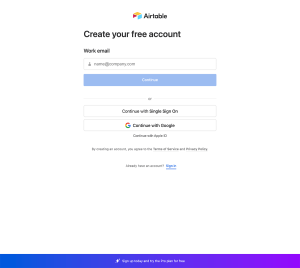 Airtable
Create your free account
Work email
name@company.com
Continue
or
Continue with Single Sign On
Continue with Google
Continue with Apple ID
By creating an account, you agree to the Terms of Service and Privacy Policy.
Already have an account? Sign in
Sign up today and try the Pro plan for free